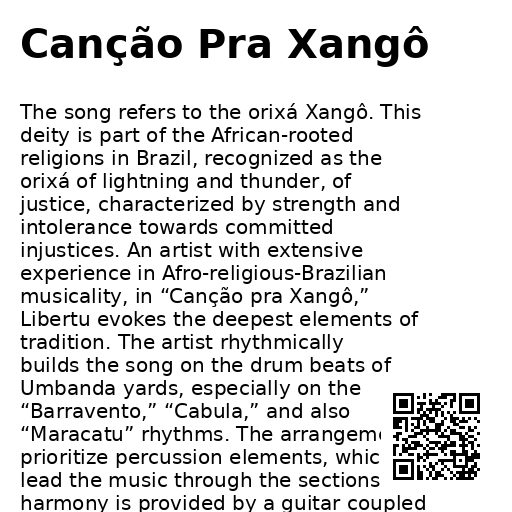 Canção Pra Xangô
The song refers to the orixá Xangô. This
deity is part of the African-rooted
religions in Brazil, recognized as the
orixá of lightning and thunder, of
justice, characterized by strength and
intolerance towards committed
injustices. An artist with extensive
experience in Afro-religious-Brazilian
musicality, in “Canção pra Xangô,”
Libertu evokes the deepest elements of
tradition. The artist rhythmically
builds the song on the drum beats of
Umbanda yards, especially on the
“Barravento,” “Cabula,” and also
“Maracatu” rhythms. The
prioritize percussion elements,
lead the music through the sections
harmony is provided by a guitar coupled